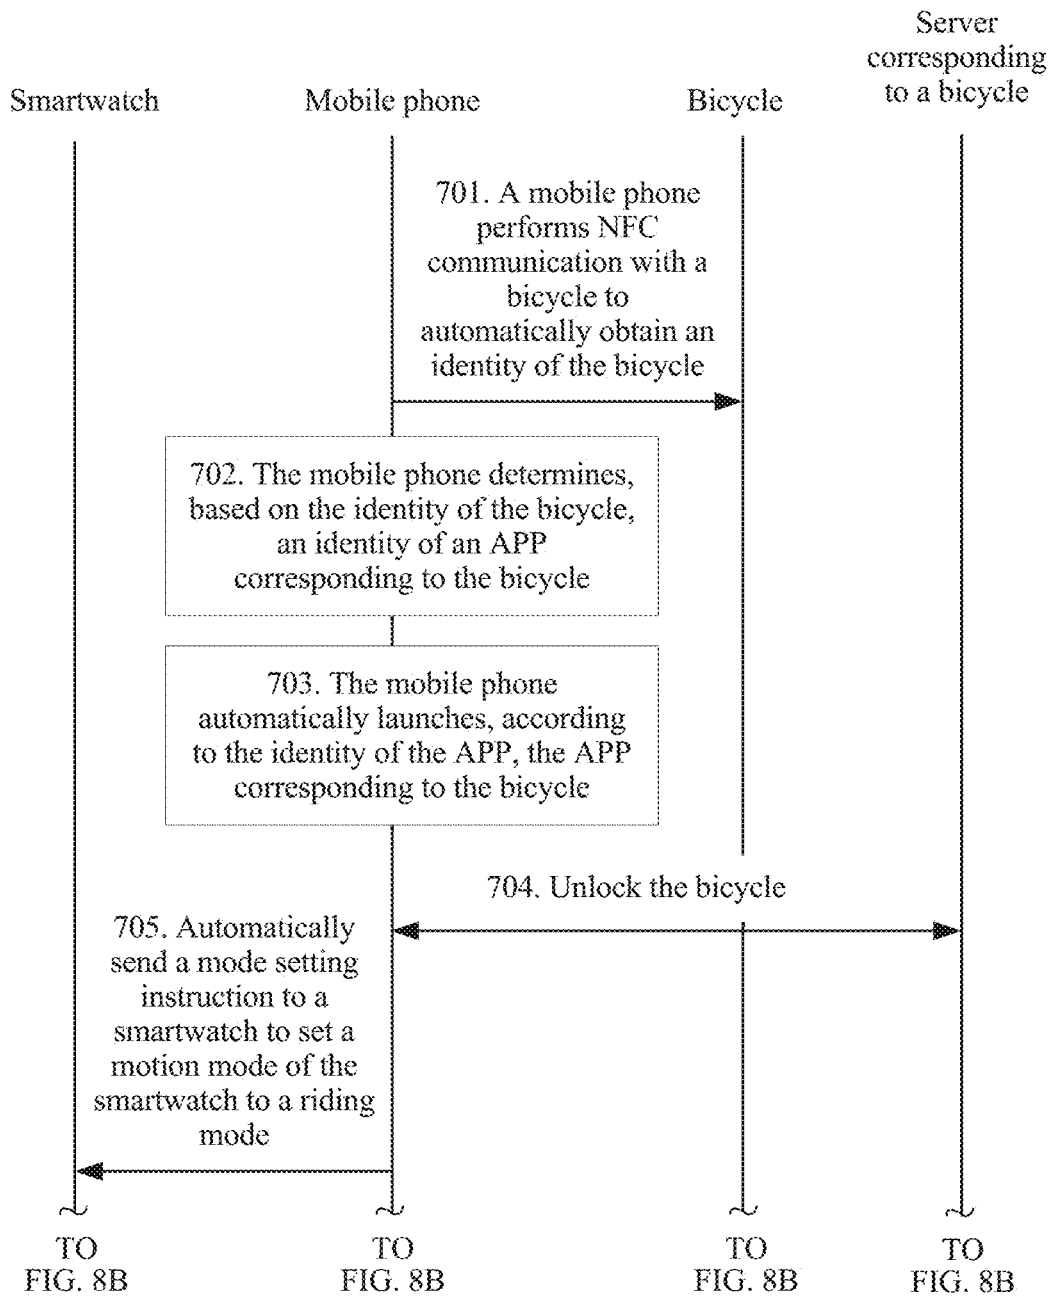 Server
corresponding
to a bicycle
Smartwatch
Mobile phone
Bicycle
701. A mobile phone
performs NFC
communication with a
bicycle to
automatically obtain an
identity of the bicycle
702. The mobile phone determines,
based on the identity of the bicycle,
an identity of an APP
corresponding to the bicycle
703. The mobile phone
automatically launches, according
to the identity of the APP, the APP
corresponding to the bicycle
704. Unlock the bicycle
705. Automatically
send a mode setting
instruction to a
smartwatch to set a
motion mode of the
smartwatch to a riding
mode
TO
FIG. 8B
TO
FIG. 8B
TO
FIG. 8B
TO
FIG. 8B